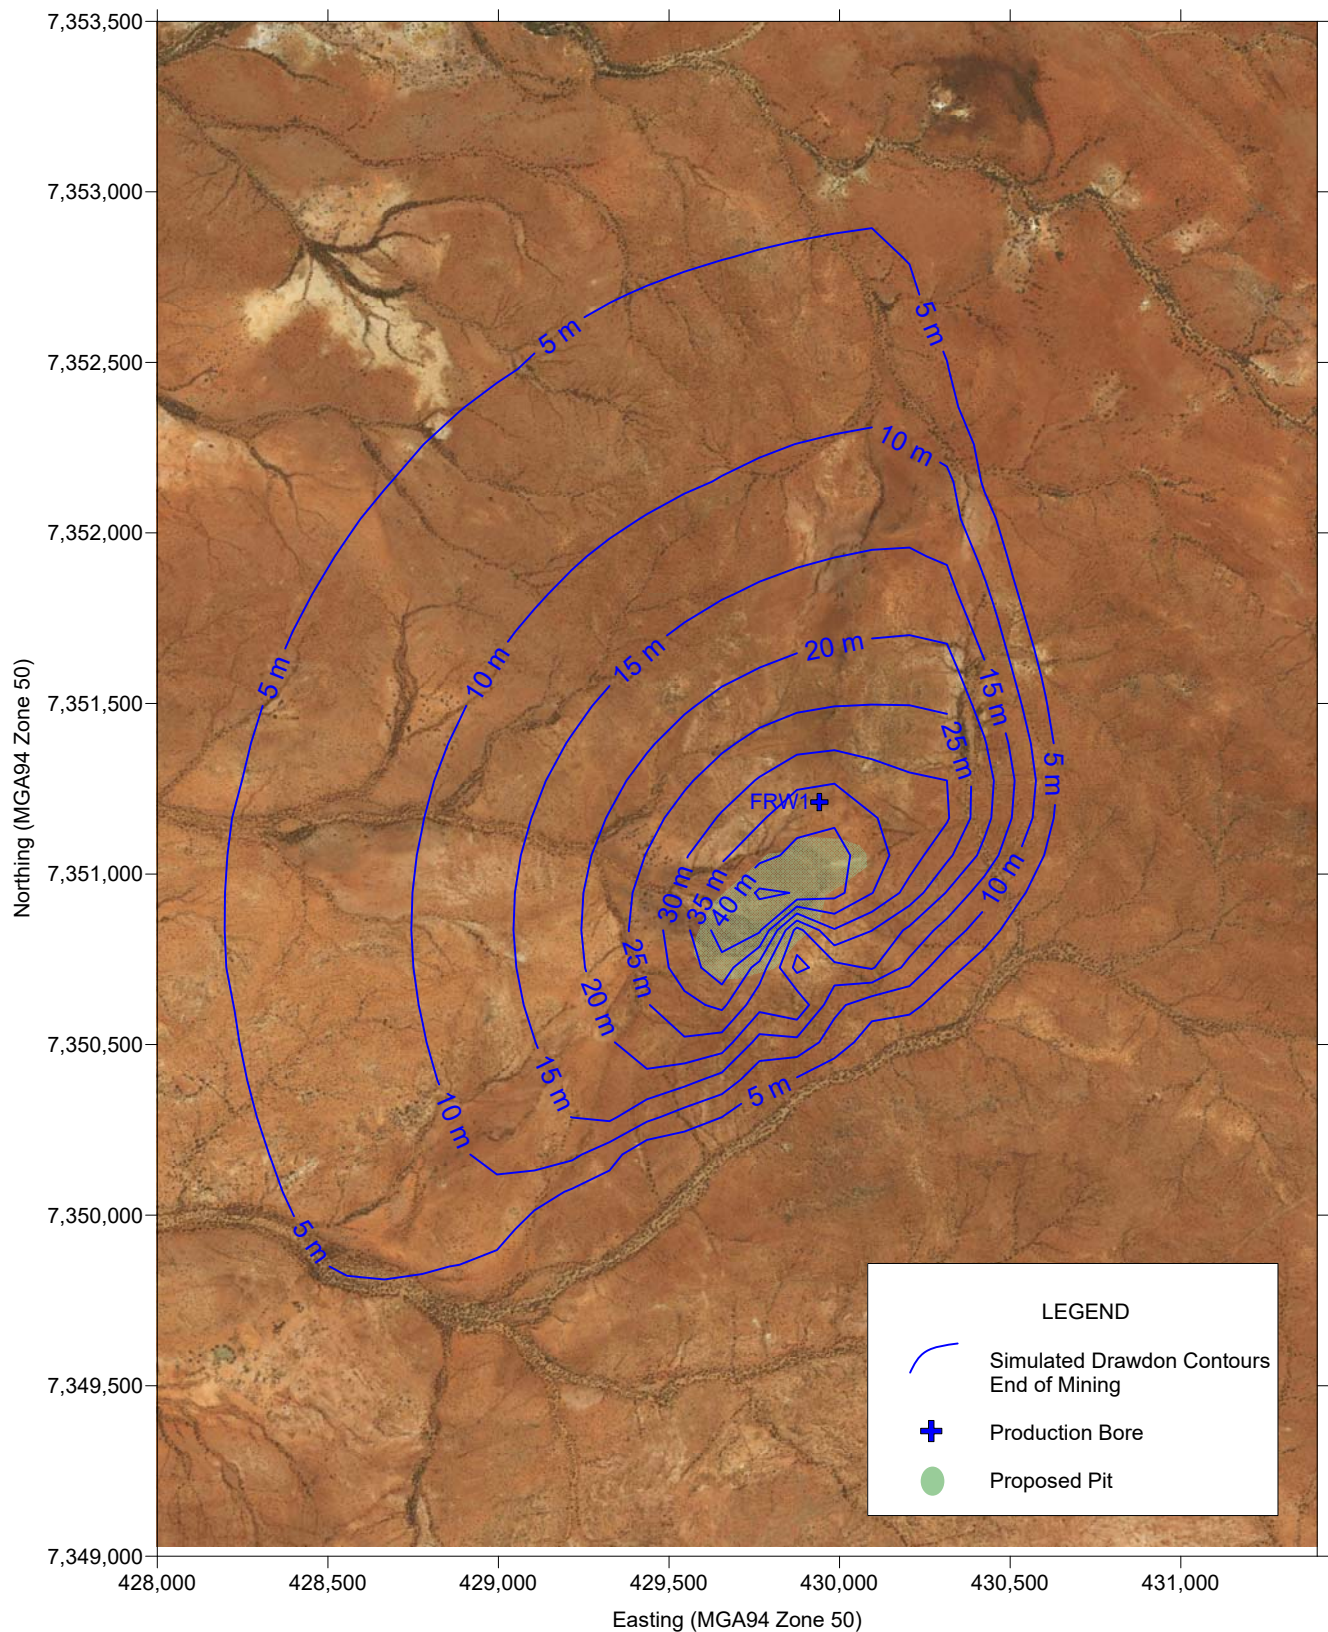 7,353,500
7,353,000
7,352,500
7,352,000
7,351,500
7,351,000
7,350,500
7,350,000
7,349,500
7,349,000
Northing (MGA94 Zone 50)
5 m
5 m
10 m
5 m
10 m
15 m
20 m
15 m
25 m
5 m
FRW1
30 m
35 m
40 m
10 m
25 m
20 m
15 m
10 m
5 m
5 m
LEGEND
Simulated Drawdon Contours
End of Mining
Production Bore
Proposed Pit
428,000
428,500
429,000
429,500
430,000
430,500
431,000
Easting (MGA94 Zone 50)